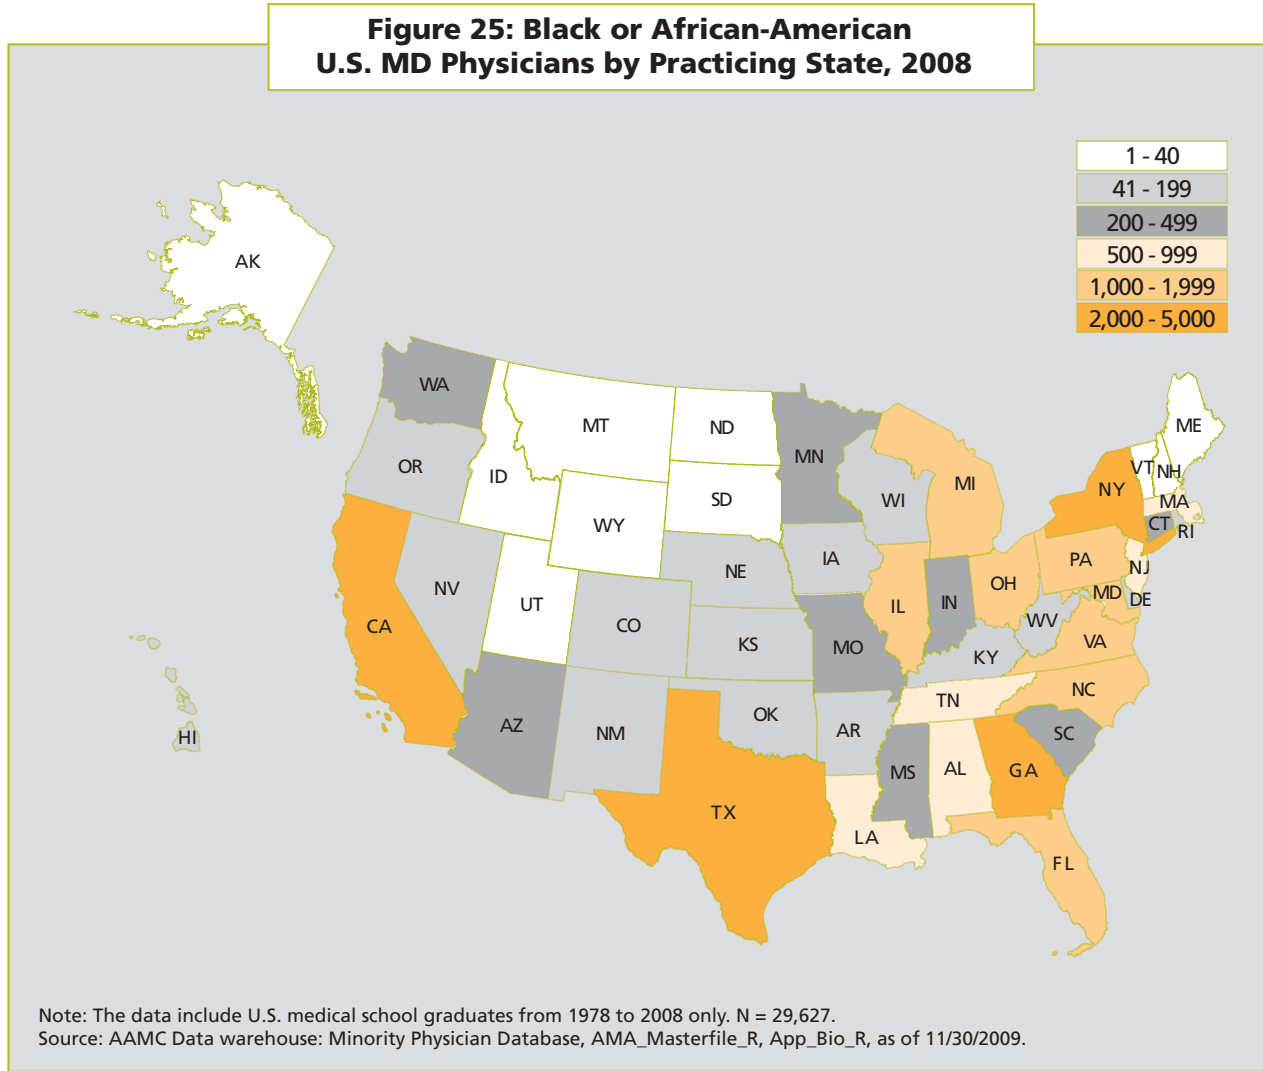 Figure 25: Black or African-American
U.S. MD Physicians by Practicing State, 2008
1 - 40
41 - 199
200 - 499
500 - 999
1,000 - 1,999
2,000 - 5,000
AK
WA
MT
ND
MN
ME
OR
ID
SD
WI
MI
VT
NH
NY
MA
WY
CT
RI
NV
UT
NE
IA
PA
NJ
CA
CO
KS
MO
IL
IN
OH
MD
DE
WV
VA
KY
HI
AZ
NM
OK
AR
TN
NC
SC
TX
MS
AL
GA
LA
FL
Note: The data include U.S. medical school graduates from 1978 to 2008 only. N = 29,627.
Source: AAMC Data warehouse: Minority Physician Database, AMA_Masterfile_R, App_Bio_R, as of 11/30/2009.